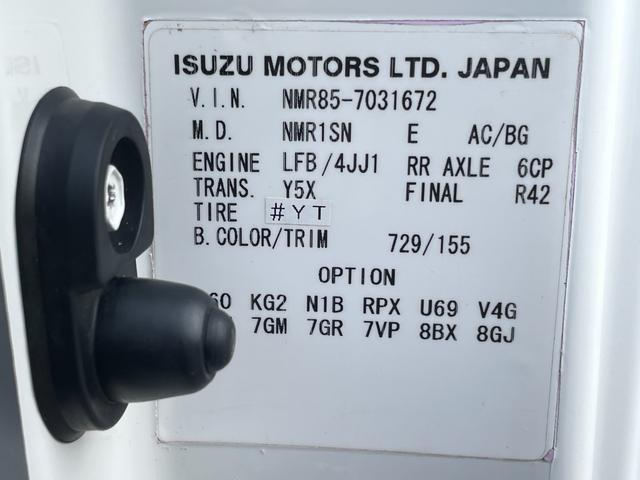 ISUZU MOTORS LTD. JAPAN
V.I.N. NMR85-7031672
M.D. NMR1SN E AC/BG
ENGINE LFB/4JJ1 RR AXLE 6CP
TRANS. Y5X FINAL R42
TIRE #YT
B.COLOR/TRIM 729/155
OPTION
KG2 N1B RPX U69 V4G
7GM 7GR 7VP 8BX 8GJ